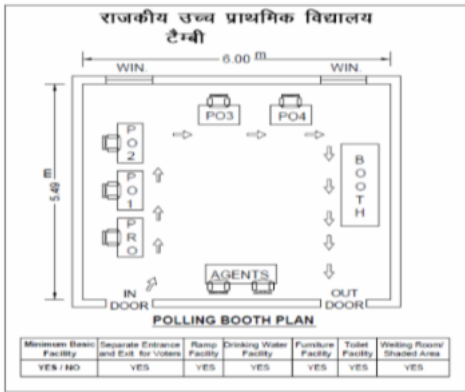 राजकीय उच्च प्राथमिक विद्यालय
टैम्बी
6.00 m
WIN.
WIN.
PO3
PO4
PO2
BOOTH
5.49 m
PO1
PRO
AGENTS
IN DOOR
OUT DOOR
POLLING BOOTH PLAN
Minimum Basic Facility
Separate Entrance and Exit for Voters
Ramp Facility
Drinking Water Facility
Furniture Facility
Toilet Facility
Waiting Room/ Shaded Area
YES / NO
YES
YES
YES
YES
YES
YES